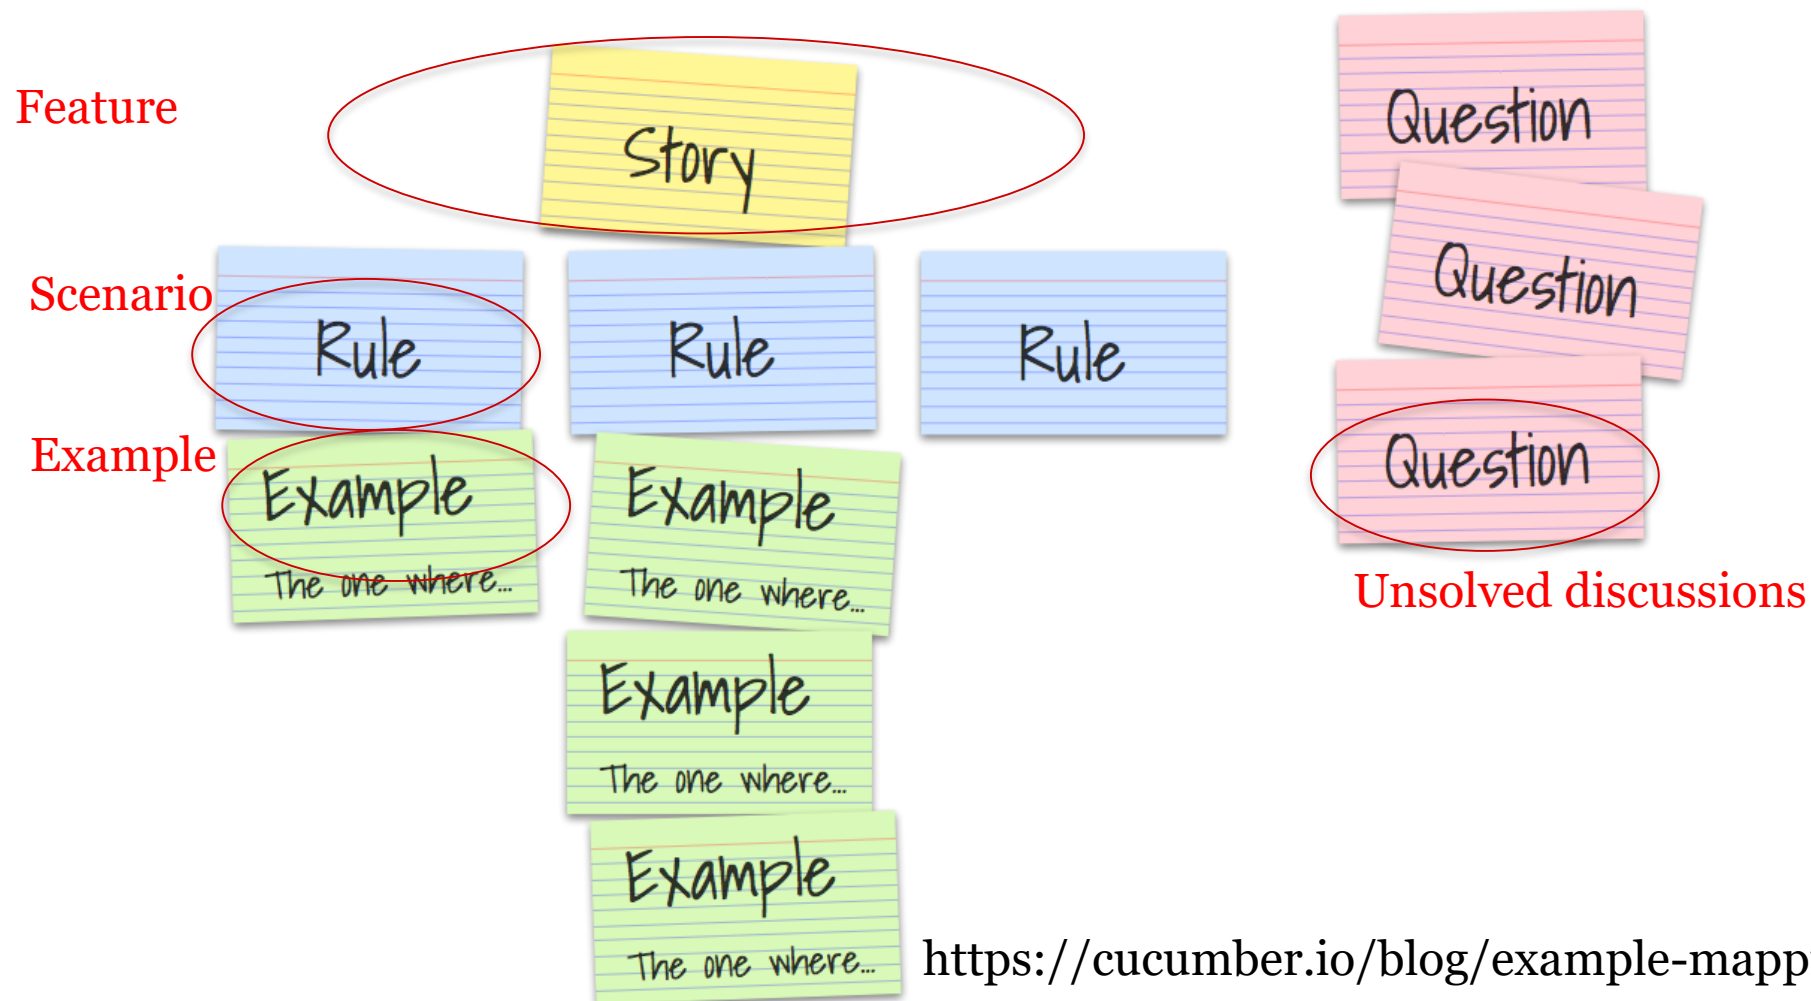 Feature
Story
Question
Question
Scenario
Rule
Rule
Rule
Question
Unsolved discussions
Example
Example
The one where...
Example
The one where...
Example
The one where...
Example
The one where...
https://cucumber.io/blog/example-mapp